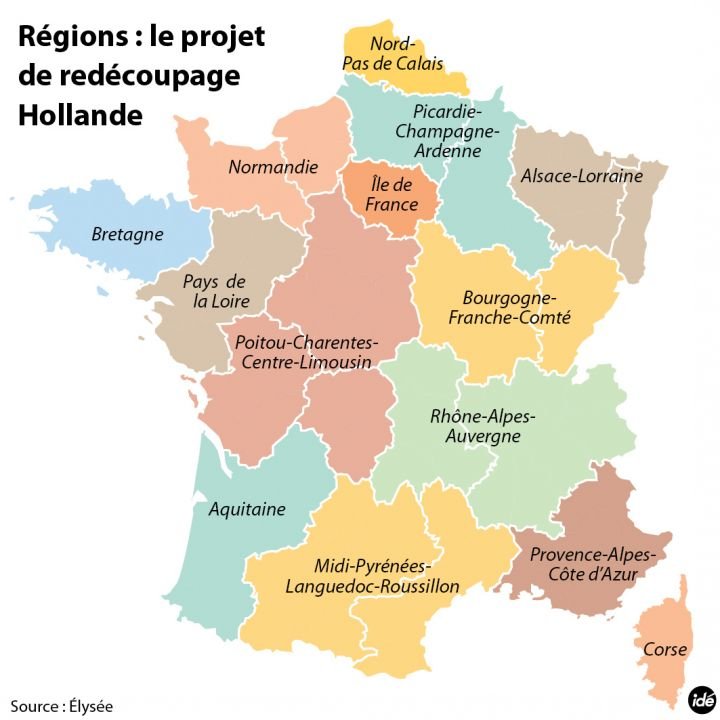 Régions : le projet
de redécoupage
Hollande
Nord-
Pas de Calais
Picardie-
Champagne-
Ardenne
Normandie
Île de
France
Alsace-Lorraine
Bretagne
Pays de
la Loire
Bourgogne-
Franche-Comté
Poitou-Charentes-
Centre-Limousin
Rhône-Alpes-
Auvergne
Aquitaine
Midi-Pyrénées-
Languedoc-Roussillon
Provence-Alpes-
Côte d'Azur
Corse
Source : Élysée
idé